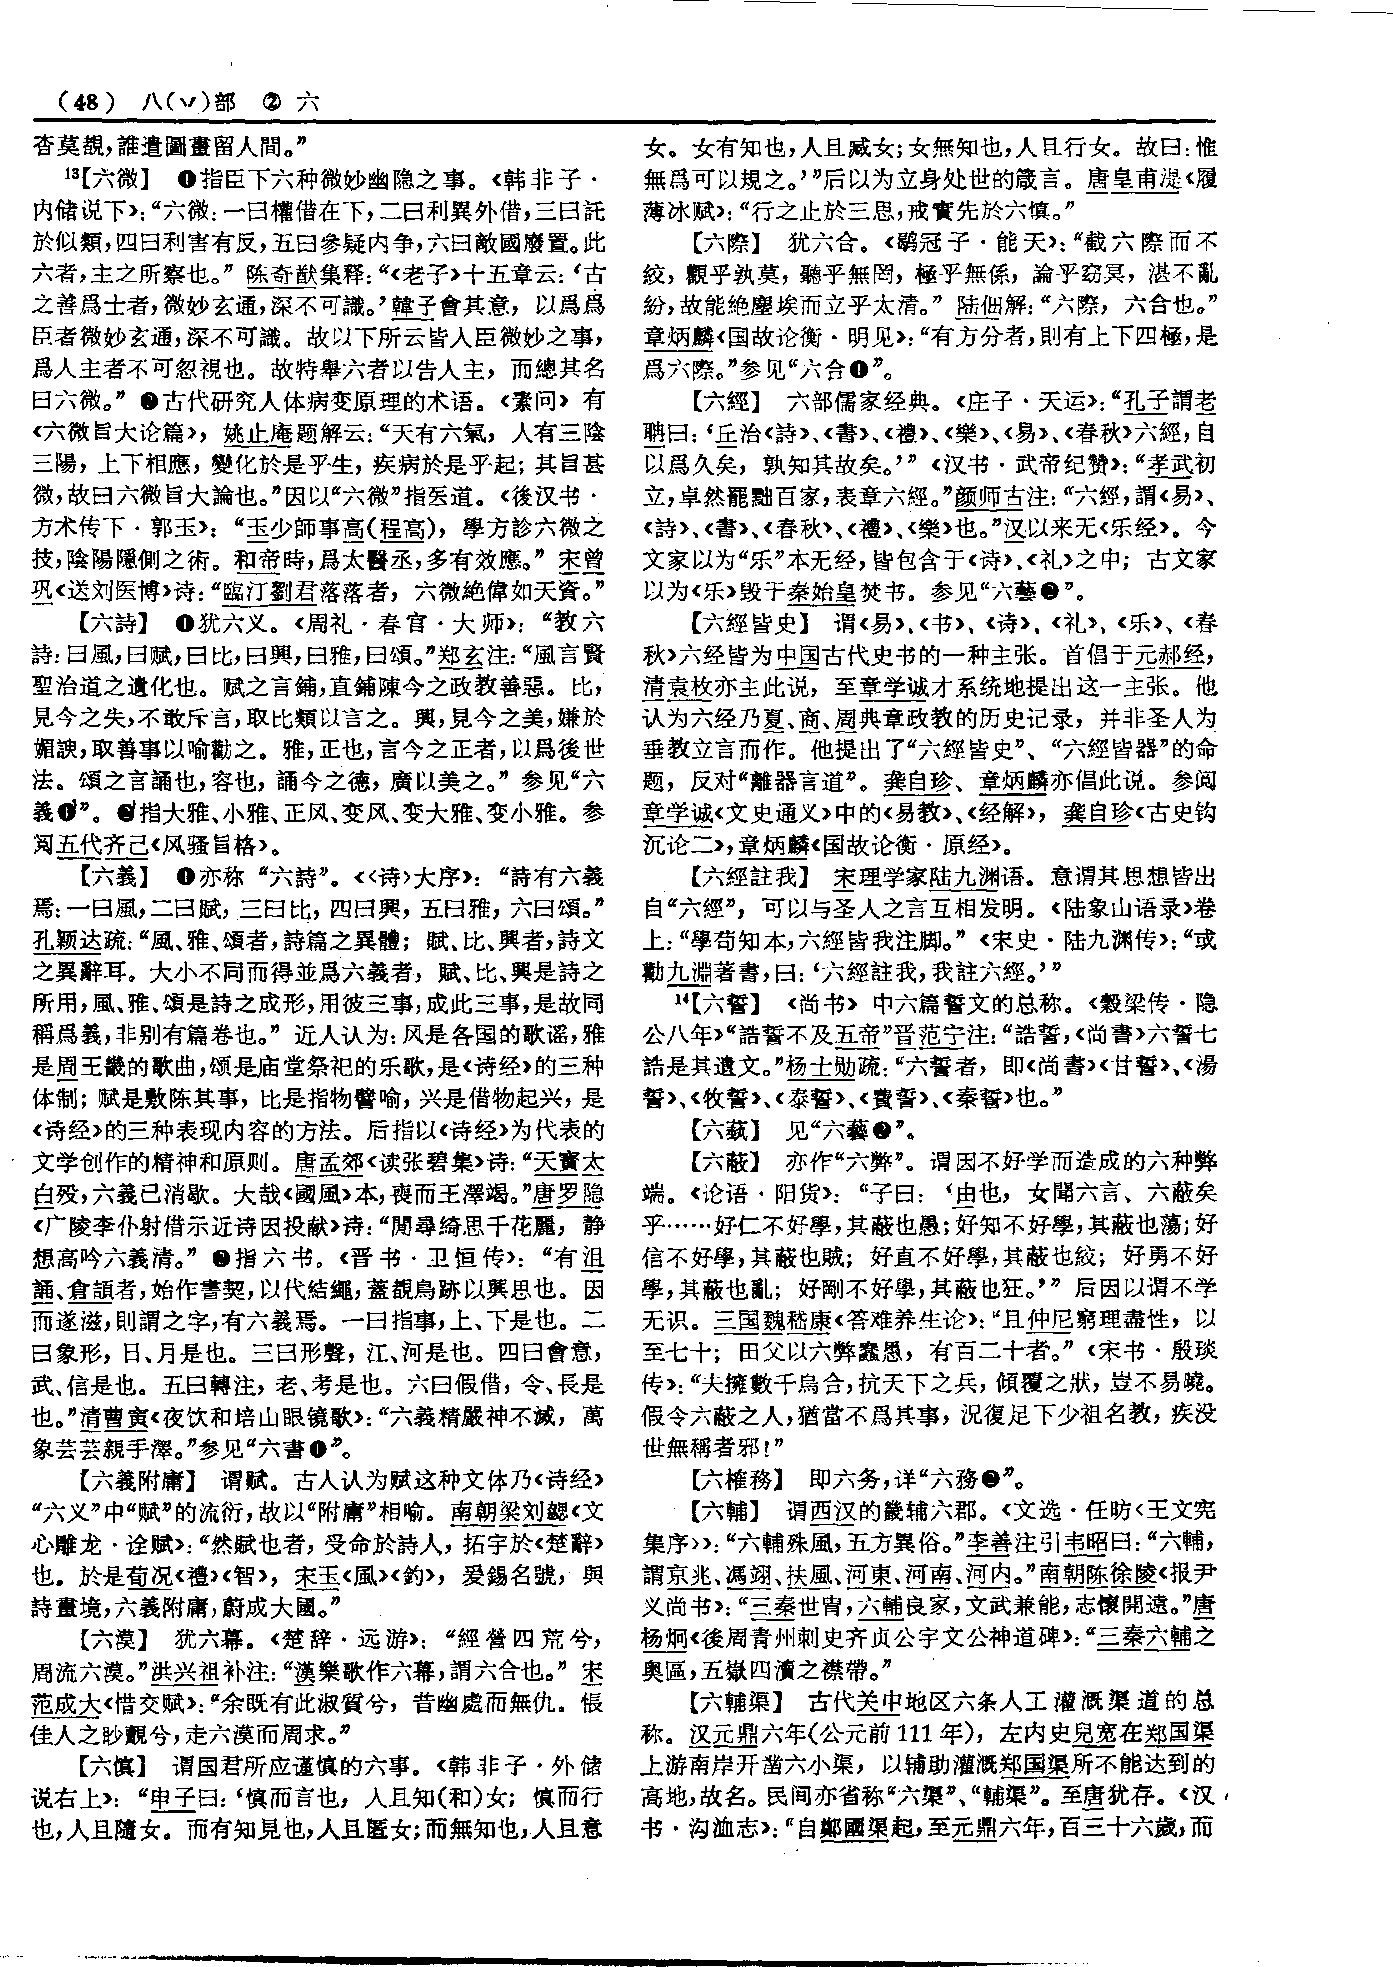 (48) 八(丷)部 ② 六
杳莫覩，誰遣圖畫留人間。”
¹³【六微】 ❶指臣下六种微妙幽隐之事。《韩非子·
内储说下》：“六微：一曰權借在下，二曰利異外借，三曰託
於似類，四曰利害有反，五曰參疑内争，六曰敵國廢置。此
六者，主之所察也。” 陈奇猷集释：“《老子》十五章云：‘古
之善爲士者，微妙玄通，深不可識。’韓子會其意，以爲爲
臣者微妙玄通，深不可識。故以下所云皆人臣微妙之事，
爲人主者不可忽視也。故特舉六者以告人主，而總其名
曰六微。” ❷古代研究人体病变原理的术语。《素问》有
《六微旨大论篇》，姚止庵题解云：“天有六氣，人有三陰
三陽，上下相應，變化於是乎生，疾病於是乎起；其旨甚
微，故曰六微旨大論也。”因以“六微”指医道。《後汉书·
方术传下·郭玉》：“玉少師事高(程高)，學方診六微之
技，陰陽隱側之術。和帝時，爲太醫丞，多有效應。” 宋曾
巩《送刘医博》诗：“臨汀劉君落落者，六微絶偉如天資。”
【六詩】 ❶犹六义。《周礼·春官·大师》：“教六
詩：曰風，曰赋，曰比，曰興，曰雅，曰頌。”郑玄注：“風言賢
聖治道之遺化也。赋之言鋪，直鋪陳今之政教善惡。比，
見今之失，不敢斥言，取比類以言之。興，見今之美，嫌於
媚諛，取善事以喻勸之。雅，正也，言今之正者，以爲後世
法。頌之言誦也，容也，誦今之德，廣以美之。”参见“六
義❶”。❷指大雅、小雅、正风、变风、变大雅、变小雅。参
阅五代齐己《风骚旨格》。
【六義】 ❶亦称“六詩”。《〈诗〉大序》：“詩有六義
焉：一曰風，二曰賦，三曰比，四曰興，五曰雅，六曰頌。”
孔颖达疏：“風、雅、頌者，詩篇之異體；賦、比、興者，詩文
之異辭耳。大小不同而得並爲六義者，賦、比、興是詩之
所用，風、雅、頌是詩之成形，用彼三事，成此三事，是故同
稱爲義，非别有篇卷也。” 近人认为：风是各国的歌谣，雅
是周王畿的歌曲，颂是庙堂祭祀的乐歌，是《诗经》的三种
体制；赋是敷陈其事，比是指物譬喻，兴是借物起兴，是
《诗经》的三种表现内容的方法。后指以《诗经》为代表的
文学创作的精神和原则。唐孟郊《读张碧集》诗：“天寶太
白殁，六義已消歇。大哉《國風》本，喪而王澤竭。”唐罗隐
《广陵李仆射借示近诗因投献》诗：“閒尋綺思千花麗，静
想高吟六義清。” ❷指六书。《晋书·卫恒传》：“有沮
誦、倉頡者，始作書契，以代結繩，蓋覩鳥跡以興思也。因
而遂滋，則謂之字，有六義焉。一曰指事，上、下是也。二
曰象形，日、月是也。三曰形聲，江、河是也。四曰會意，
武、信是也。五曰轉注，老、考是也。六曰假借，令、長是
也。”清曹寅《夜饮和培山眼镜歌》：“六義精嚴神不滅，萬
象芸芸親手澤。”参见“六書❶”。
【六義附庸】 谓赋。古人认为赋这种文体乃《诗经》
“六义”中“赋”的流衍，故以“附庸”相喻。南朝梁刘勰《文
心雕龙·诠赋》：“然賦也者，受命於詩人，拓宇於《楚辭》
也。於是荀况《禮》《智》，宋玉《風》《釣》，爰錫名號，與
詩畫境，六義附庸，蔚成大國。”
【六漠】 犹六幕。《楚辞·远游》：“經營四荒兮，
周流六漠。”洪兴祖补注：“漢樂歌作六幕，謂六合也。” 宋
范成大《惜交赋》：“余既有此淑質兮，昔幽處而無仇。悵
佳人之眇覿兮，走六漠而周求。”
【六慎】 谓国君所应谨慎的六事。《韩非子·外储
说右上》：“申子曰：‘慎而言也，人且知(和)女；慎而行
也，人且隨女。而有知見也，人且匿女；而無知也，人且意
女。女有知也，人且臧女；女無知也，人且行女。故曰：惟
無爲可以規之。’”后以为立身处世的箴言。唐皇甫湜《履
薄冰赋》：“行之止於三思，戒實先於六慎。”
【六際】 犹六合。《鹖冠子·能天》：“截六際而不
絞，觀乎孰莫，聽乎無罔，極乎無係，論乎窈冥，湛不亂
紛，故能絶塵埃而立乎太清。” 陆佃解：“六際，六合也。”
章炳麟《国故论衡·明见》：“有方分者，則有上下四極，是
爲六際。”参见“六合❶”。
【六經】 六部儒家经典。《庄子·天运》：“孔子謂老
聃曰：‘丘治《詩》、《書》、《禮》、《樂》、《易》、《春秋》六經，自
以爲久矣，孰知其故矣。’” 《汉书·武帝纪赞》：“孝武初
立，卓然罷黜百家，表章六經。”颜师古注：“六經，謂《易》、
《詩》、《書》、《春秋》、《禮》、《樂》也。”汉以来无《乐经》。今
文家以为“乐”本无经，皆包含于《诗》、《礼》之中；古文家
以为《乐》毁于秦始皇焚书。参见“六藝❷”。
【六經皆史】 谓《易》、《书》、《诗》、《礼》、《乐》、《春
秋》六经皆为中国古代史书的一种主张。首倡于元郝经，
清袁枚亦主此说，至章学诚才系统地提出这一主张。他
认为六经乃夏、商、周典章政教的历史记录，并非圣人为
垂教立言而作。他提出了“六經皆史”、“六經皆器”的命
题，反对“離器言道”。龚自珍、章炳麟亦倡此说。参阅
章学诚《文史通义》中的《易教》、《经解》，龚自珍《古史钩
沉论二》，章炳麟《国故论衡·原经》。
【六經註我】 宋理学家陆九渊语。意谓其思想皆出
自“六經”，可以与圣人之言互相发明。《陆象山语录》卷
上：“學苟知本，六經皆我注脚。” 《宋史·陆九渊传》：“或
勸九淵著書，曰：‘六經註我，我註六經。’”
¹⁴【六誓】 《尚书》中六篇誓文的总称。《榖梁传·隐
公八年》“誥誓不及五帝”晋范宁注：“誥誓，《尚書》六誓七
誥是其遺文。”杨士勋疏：“六誓者，即《尚書》《甘誓》、《湯
誓》、《牧誓》、《泰誓》、《費誓》、《秦誓》也。”
【六蓺】 见“六藝❷”。
【六蔽】 亦作“六弊”。谓因不好学而造成的六种弊
端。《论语·阳货》：“子曰：‘由也，女聞六言、六蔽矣
乎……好仁不好學，其蔽也愚；好知不好學，其蔽也蕩；好
信不好學，其蔽也賊；好直不好學，其蔽也絞；好勇不好
學，其蔽也亂；好剛不好學，其蔽也狂。’” 后因以谓不学
无识。三国魏嵇康《答难养生论》：“且仲尼窮理盡性，以
至七十；田父以六弊蠢愚，有百二十者。”《宋书·殷琰
传》：“夫擁數千烏合，抗天下之兵，傾覆之狀，豈不易曉。
假令六蔽之人，猶當不爲其事，況復足下少祖名教，疾没
世無稱者邪！”
【六榷務】 即六务，详“六務❷”。
【六輔】 谓西汉的畿辅六郡。《文选·任昉〈王文宪
集序〉》：“六輔殊風，五方異俗。”李善注引韦昭曰：“六輔，
謂京兆、馮翊、扶風、河東、河南、河内。”南朝陈徐陵《报尹
义尚书》：“三秦世胄，六輔良家，文武兼能，志懷開遠。”唐
杨炯《後周青州刺史齐贞公宇文公神道碑》：“三秦六輔之
奥區，五嶽四瀆之襟帶。”
【六輔渠】 古代关中地区六条人工灌溉渠道的总
称。汉元鼎六年(公元前111年)，左内史兒宽在郑国渠
上游南岸开凿六小渠，以辅助灌溉郑国渠所不能达到的
高地，故名。民间亦省称“六渠”、“輔渠”。至唐犹存。《汉
书·沟洫志》：“自鄭國渠起，至元鼎六年，百三十六歲，而